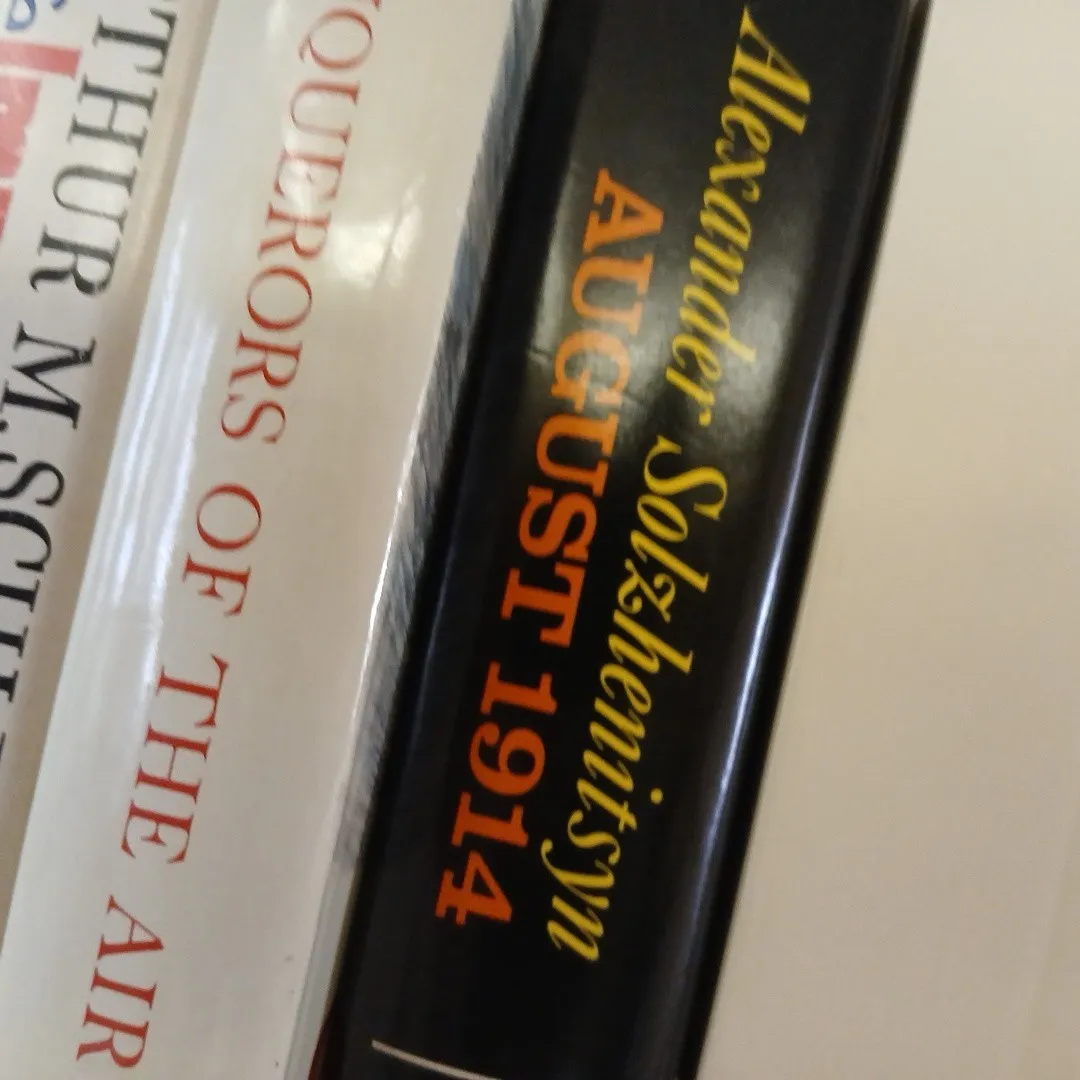 THUR M. SCH
QUERORS OF THE AIR
Alexander Solzhenitsyn
AUGUST 1914